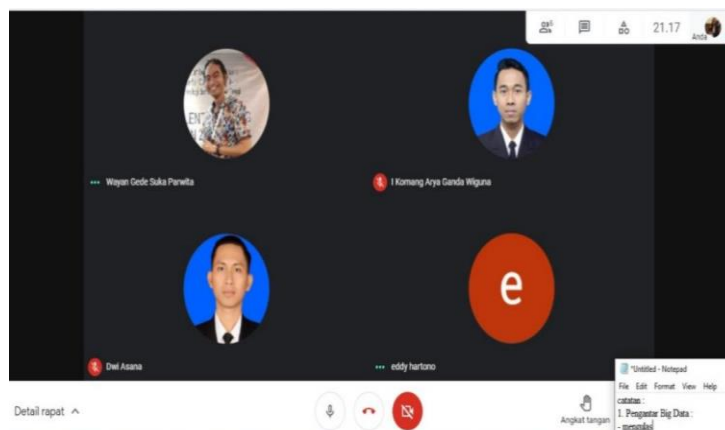 21.17
Anda
Wayan Gede Suka Parwita
I Komang Arya Ganda Wiguna
e
Dwi Asana
eddy hartono
*Untitled - Notepad
File Edit Format View Help
catatan :
1. Pengantar Big Data :
- mengulas
Detail rapat
Angkat tangan